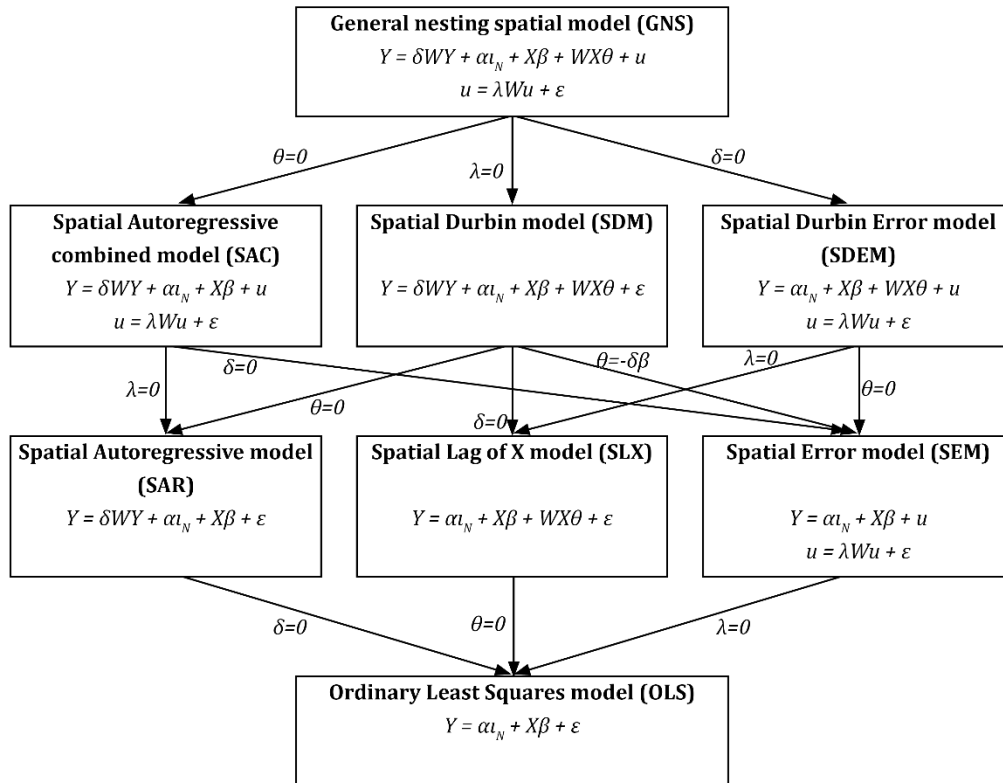 General nesting spatial model (GNS)
Y = δWY + αι_N + Xβ + WXθ + u
u = λWu + ε
θ=0
λ=0
δ=0
Spatial Autoregressive
combined model (SAC)
Y = δWY + αι_N + Xβ + u
u = λWu + ε
Spatial Durbin model (SDM)
Y = δWY + αι_N + Xβ + WXθ + ε
Spatial Durbin Error model
(SDEM)
Y = αι_N + Xβ + WXθ + u
u = λWu + ε
λ=0
δ=0
θ=0
δ=0
θ=-δβ
λ=0
θ=0
Spatial Autoregressive model
(SAR)
Y = δWY + αι_N + Xβ + ε
Spatial Lag of X model (SLX)
Y = αι_N + Xβ + WXθ + ε
Spatial Error model (SEM)
Y = αι_N + Xβ + u
u = λWu + ε
δ=0
θ=0
λ=0
Ordinary Least Squares model (OLS)
Y = αι_N + Xβ + ε